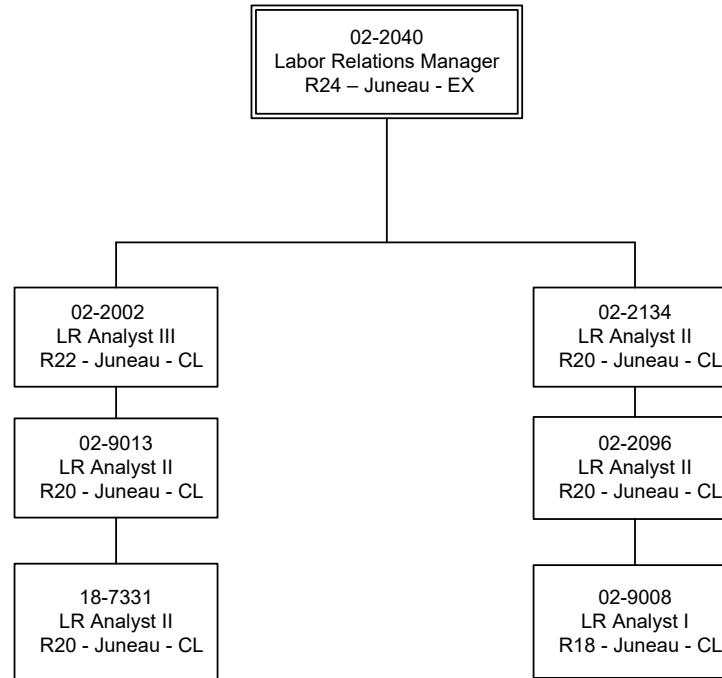 02-2040
Labor Relations Manager
R24 – Juneau - EX
02-2002
LR Analyst III
R22 - Juneau - CL
02-2134
LR Analyst II
R20 - Juneau - CL
02-9013
LR Analyst II
R20 - Juneau - CL
02-2096
LR Analyst II
R20 - Juneau - CL
18-7331
LR Analyst II
R20 - Juneau - CL
02-9008
LR Analyst I
R18 - Juneau - CL